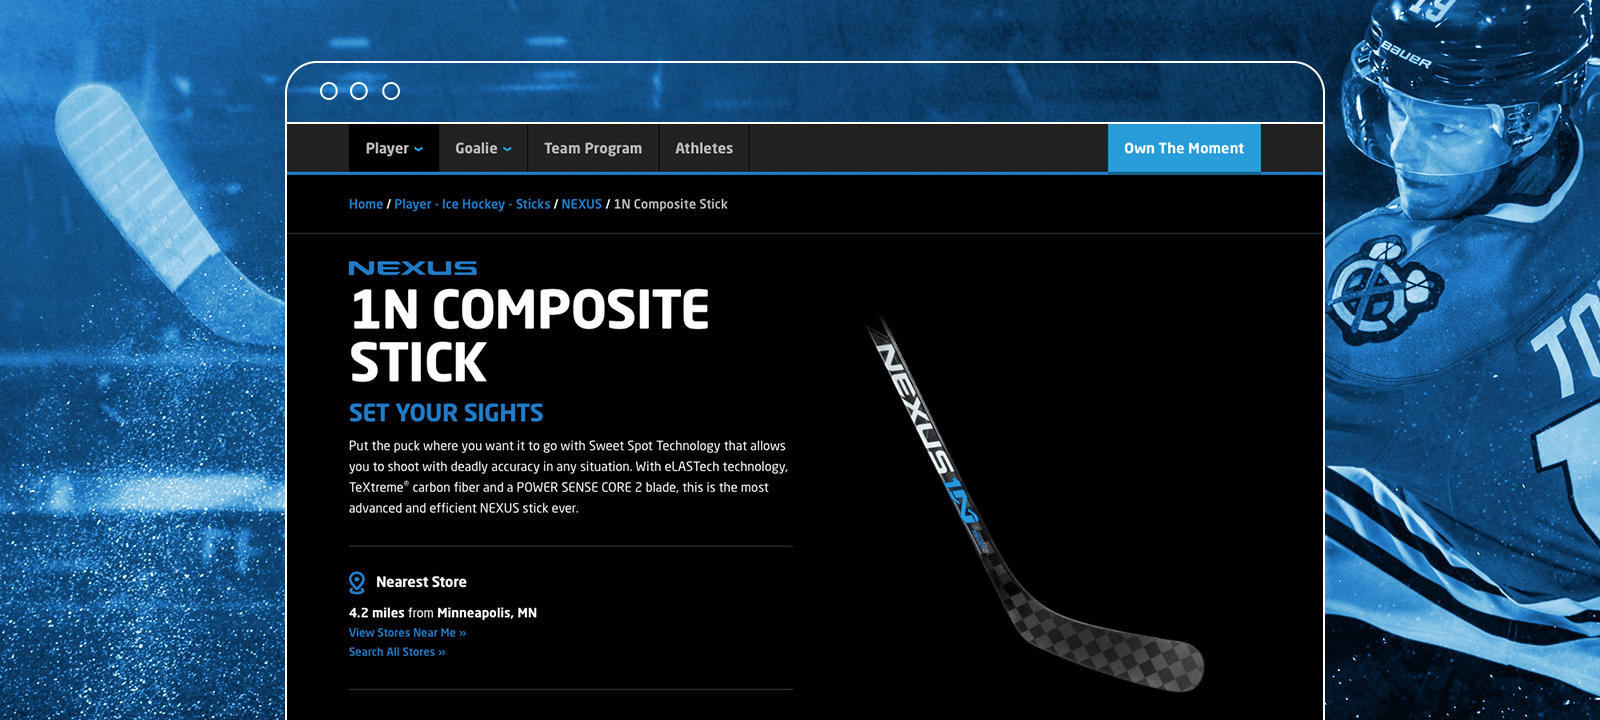 19
BAUER
Player
Goalie
Team Program
Athletes
Own The Moment
Home / Player - Ice Hockey - Sticks / NEXUS / 1N Composite Stick
NEXUS
1N COMPOSITE
STICK
SET YOUR SIGHTS
Put the puck where you want it to go with Sweet Spot Technology that allows
you to shoot with deadly accuracy in any situation. With eLASTech technology,
TeXtreme® carbon fiber and a POWER SENSE CORE 2 blade, this is the most
advanced and efficient NEXUS stick ever.
Nearest Store
4.2 miles from Minneapolis, MN
View Stores Near Me »
Search All Stores »
NEXUS 1N
TO
1